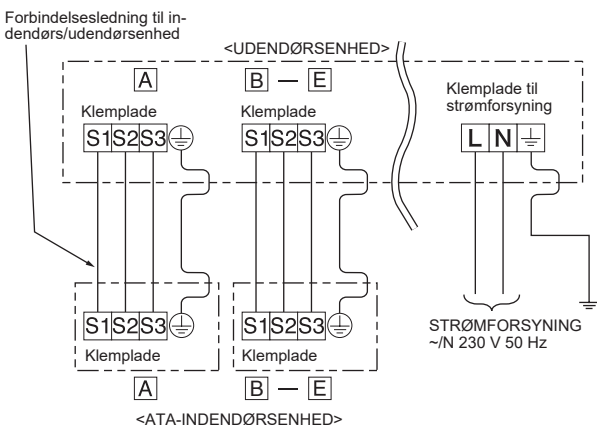 Forbindelsesledning til in-
dendørs/udendørsenhed
<UDENDØRSENHED>
A
B — E
Klemplade
Klemplade
Klemplade til
strømforsyning
S1 S2 S3
S1 S2 S3
L N
S1 S2 S3
S1 S2 S3
Klemplade
Klemplade
STRØMFORSYNING
~/N 230 V 50 Hz
A
B — E
<ATA-INDENDØRSENHED>